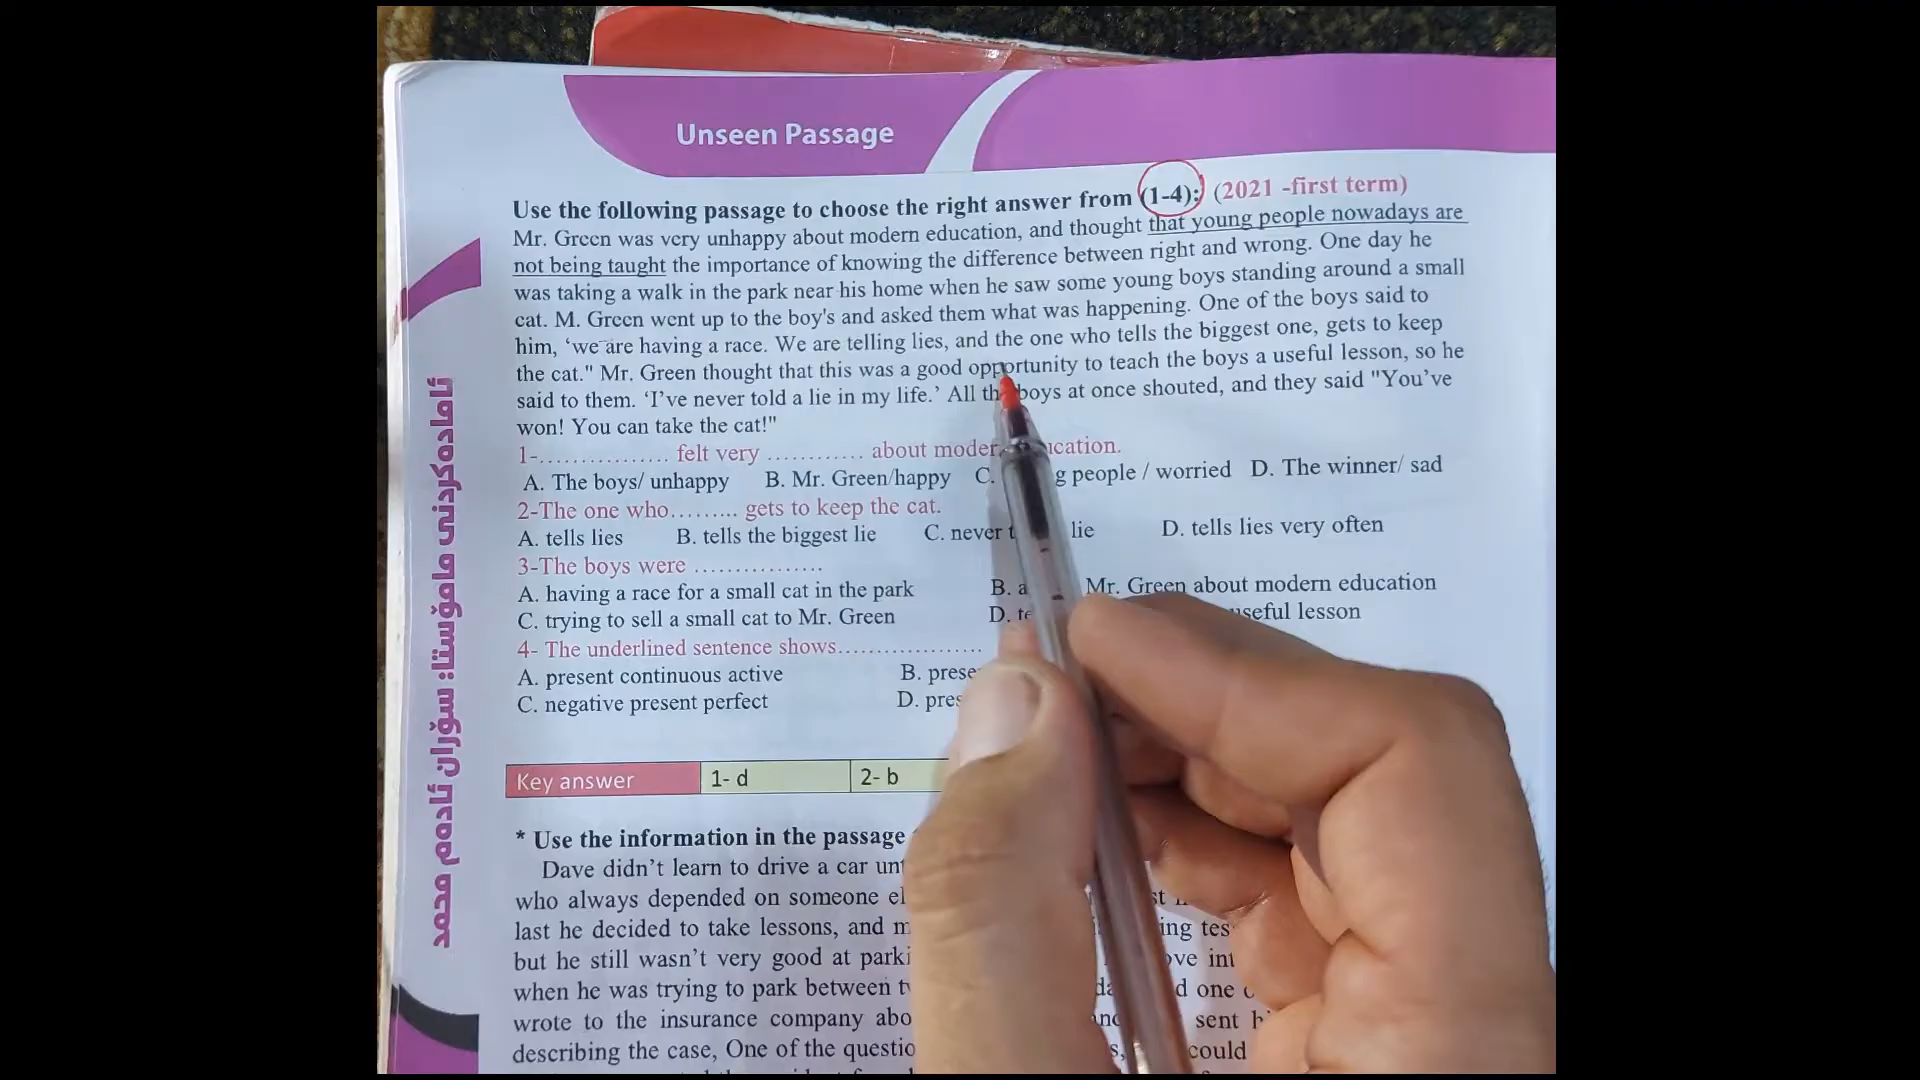 Unseen Passage
Use the following passage to choose the right answer from (1-4): (2021 -first term)
Mr. Green was very unhappy about modern education, and thought that young people nowadays are
not being taught the importance of knowing the difference between right and wrong. One day he
was taking a walk in the park near his home when he saw some young boys standing around a small
cat. M. Green went up to the boy's and asked them what was happening. One of the boys said to
him, ‘we are having a race. We are telling lies, and the one who tells the biggest one, gets to keep
the cat." Mr. Green thought that this was a good opportunity to teach the boys a useful lesson, so he
said to them. ‘I’ve never told a lie in my life.’ All the boys at once shouted, and they said "You’ve
won! You can take the cat!"
1-................ felt very ............ about modern education.
A. The boys/ unhappy B. Mr. Green/happy C. people / worried D. The winner/ sad
2-The one who......... gets to keep the cat.
A. tells lies B. tells the biggest lie C. never lie D. tells lies very often
3-The boys were ................
A. having a race for a small cat in the park B. Mr. Green about modern education
C. trying to sell a small cat to Mr. Green D. useful lesson
4- The underlined sentence shows...................
A. present continuous active B.
C. negative present perfect D.
Key answer 1- d 2- b
* Use the information in the passage
Dave didn’t learn to drive a car
who always depended on someone
last he decided to take lessons, and
but he still wasn’t very good at
when he was trying to park between one
wrote to the insurance company sent
describing the case, One of the could
ئامادەکردنی مامۆستا: سۆران ئادەم محمد